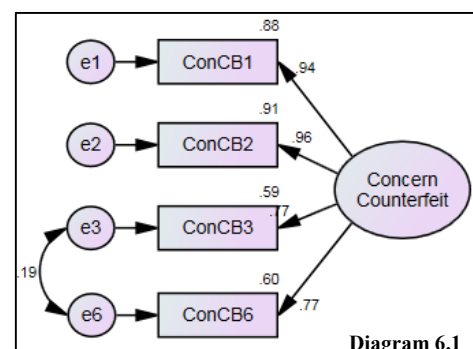 .88
e1
ConCB1
.94
.91
e2
ConCB2
.96
Concern
Counterfeit
.59
e3
ConCB3
.77
.19
.60
e6
ConCB6
.77
Diagram 6.1